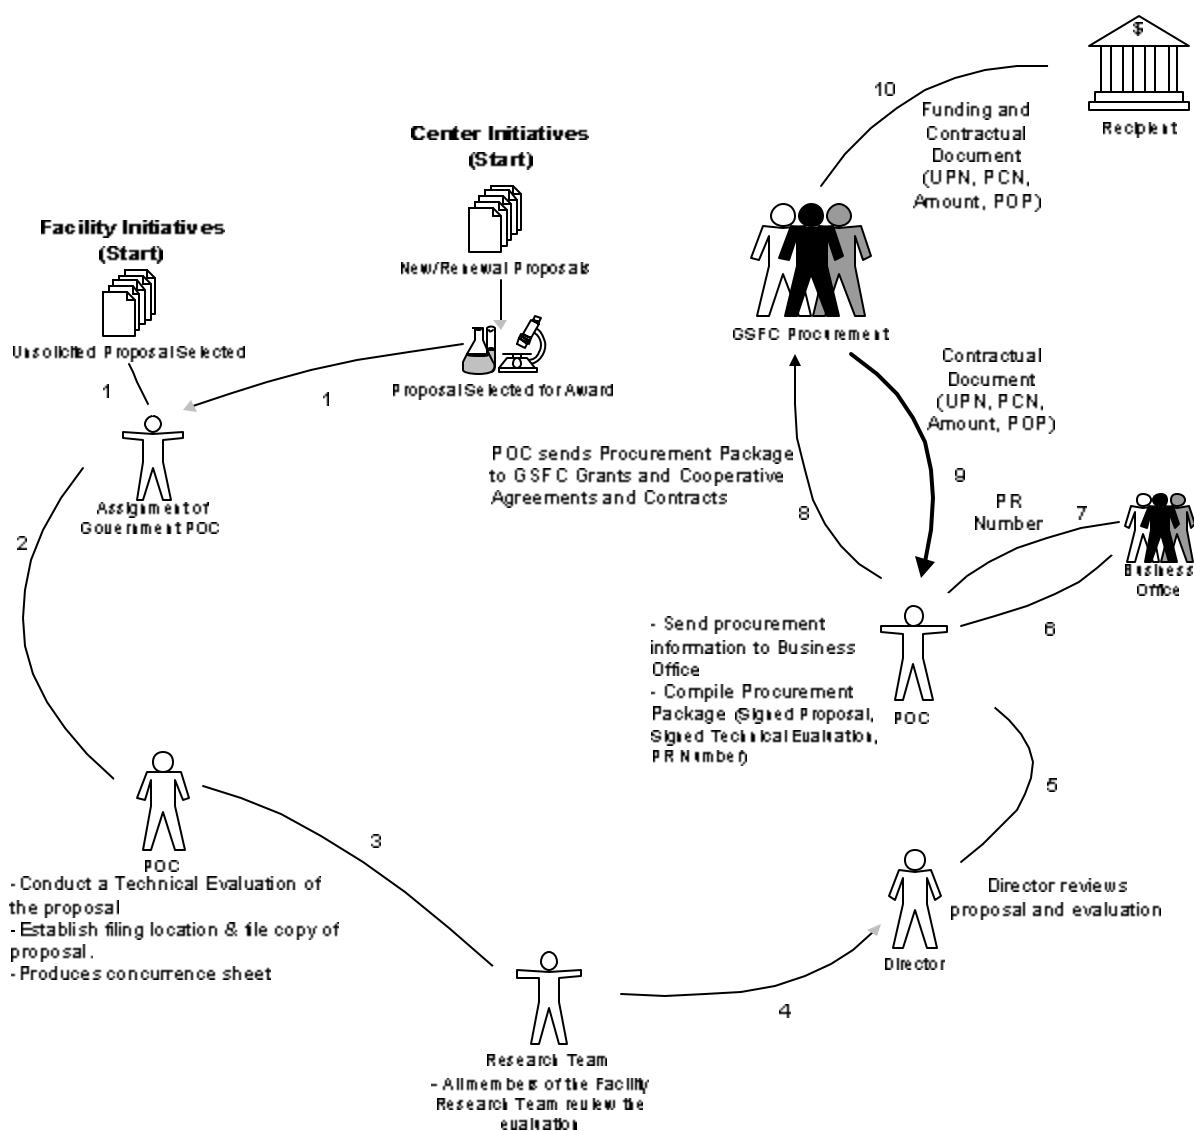 $
Recipient
10
Funding and
Contractual
Document
(UPN, PCN,
Amount, POP)
Center Initiatives
(Start)
New/Renewal Proposals
Facility Initiatives
(Start)
Unsolicited Proposal Selected
Proposal Selected for Award
1
1
GSFC Procurement
Contractual
Document
(UPN, PCN,
Amount, POP)
Assignment of
Government POC
POC sends Procurement Package
to GSFC Grants and Cooperative
Agreements and Contracts
8
9
PR
Number
7
Business
Office
6
2
- Send procurement
information to Business
Office
- Compile Procurement
Package (Signed Proposal,
Signed Technical Evaluation,
PR Number)
POC
5
POC
- Conduct a Technical Evaluation of
the proposal
- Establish filing location & file copy of
proposal.
- Produces concurrence sheet
3
Director reviews
proposal and evaluation
Director
4
Research Team
- All members of the Facility
Research Team review the
evaluation